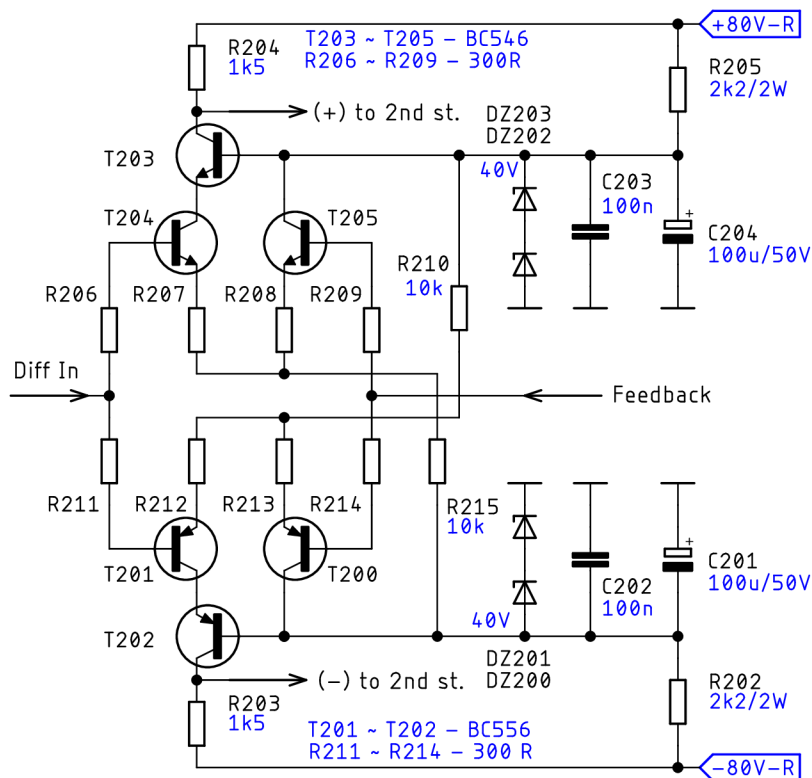 +80V-R
R204
1k5
T203 ~ T205 - BC546
R206 ~ R209 - 300R
R205
2k2/2W
(+) to 2nd st.
DZ203
DZ202
T203
40V
C203
100n
T204
T205
+
C204
100u/50V
R210
10k
R206
R207
R208
R209
Diff In
Feedback
R211
R212
R213
R214
R215
10k
+
T201
T200
C202
100n
C201
100u/50V
T202
40V
DZ201
DZ200
(-) to 2nd st.
R203
1k5
R202
2k2/2W
T201 ~ T202 - BC556
R211 ~ R214 - 300 R
-80V-R